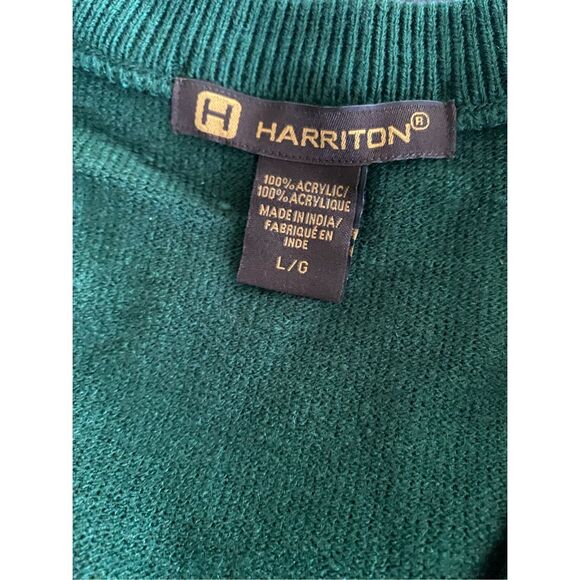 H HARRITON®
100% ACRYLIC/
100% ACRYLIQUE
MADE IN INDIA/
FABRIQUÉ EN
INDE
L/G